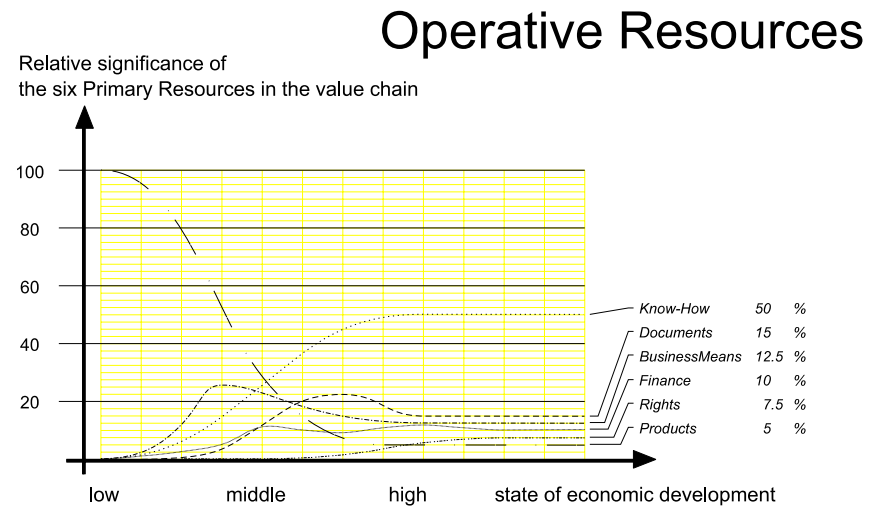 Operative Resources
Relative significance of
the six Primary Resources in the value chain
100
80
60
40
20
Know-How 50 %
Documents 15 %
BusinessMeans 12.5 %
Finance 10 %
Rights 7.5 %
Products 5 %
low middle high state of economic development